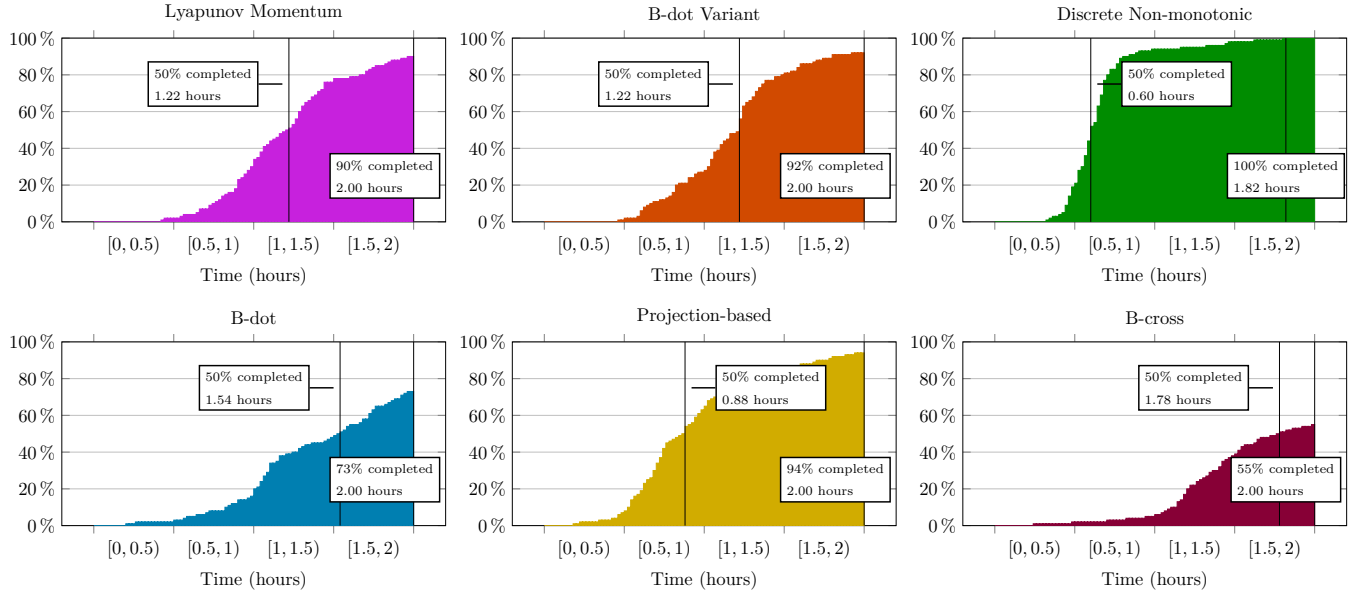 Lyapunov Momentum
100 %
80 %
60 %
40 %
20 %
0 %
50% completed
1.22 hours
90% completed
2.00 hours
[0, 0.5) [0.5, 1) [1, 1.5) [1.5, 2)
Time (hours)
B-dot Variant
100 %
80 %
60 %
40 %
20 %
0 %
50% completed
1.22 hours
92% completed
2.00 hours
[0, 0.5) [0.5, 1) [1, 1.5) [1.5, 2)
Time (hours)
Discrete Non-monotonic
100 %
80 %
60 %
40 %
20 %
0 %
50% completed
0.60 hours
100% completed
1.82 hours
[0, 0.5) [0.5, 1) [1, 1.5) [1.5, 2)
Time (hours)
B-dot
100 %
80 %
60 %
40 %
20 %
0 %
50% completed
1.54 hours
73% completed
2.00 hours
[0, 0.5) [0.5, 1) [1, 1.5) [1.5, 2)
Time (hours)
Projection-based
100 %
80 %
60 %
40 %
20 %
0 %
50% completed
0.88 hours
94% completed
2.00 hours
[0, 0.5) [0.5, 1) [1, 1.5) [1.5, 2)
Time (hours)
B-cross
100 %
80 %
60 %
40 %
20 %
0 %
50% completed
1.78 hours
55% completed
2.00 hours
[0, 0.5) [0.5, 1) [1, 1.5) [1.5, 2)
Time (hours)